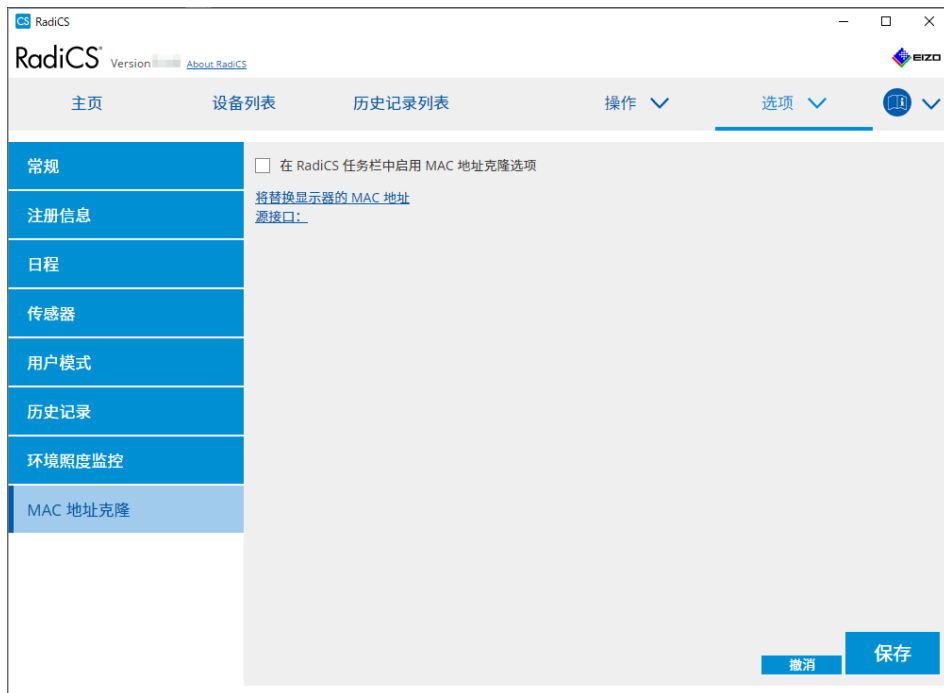 CS RadiCS
RadiCS® Version About RadiCS
EIZO
主页 设备列表 历史记录列表 操作 选项
常规
注册信息
日程
传感器
用户模式
历史记录
环境照度监控
MAC 地址克隆
在 RadiCS 任务栏中启用 MAC 地址克隆选项
将替换显示器的 MAC 地址
源接口：
撤消
保存